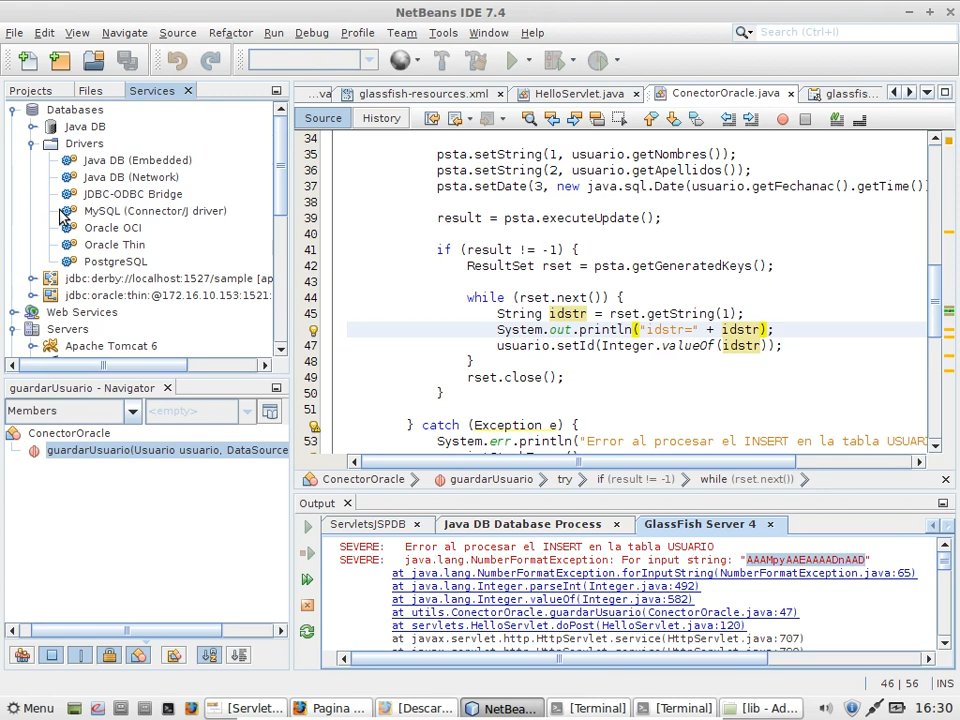 NetBeans IDE 7.4
File Edit View Navigate Source Refactor Run Debug Profile Team Tools Window Help
Search (Ctrl+I)
Projects Files Services
Databases
Java DB
Drivers
Java DB (Embedded)
Java DB (Network)
JDBC-ODBC Bridge
MySQL (Connector/J driver)
Oracle OCI
Oracle Thin
PostgreSQL
jdbc:derby://localhost:1527/sample [ap
jdbc:oracle:thin:@172.16.10.153:1521:
Web Services
Servers
Apache Tomcat 6
guardarUsuario - Navigator
Members
<empty>
ConectorOracle
guardarUsuario(Usuario usuario, DataSource
...va glassfish-resources.xml HelloServlet.java ConectorOracle.java glassfis...
Source History
34
35 psta.setString(1, usuario.getNombres());
36 psta.setString(2, usuario.getApellidos());
37 psta.setDate(3, new java.sql.Date(usuario.getFechanac().getTime()
38
39 result = psta.executeUpdate();
40
41 if (result != -1) {
42 ResultSet rset = psta.getGeneratedKeys();
43
44 while (rset.next()) {
45 String idstr = rset.getString(1);
System.out.println("idstr=" + idstr);
47 usuario.setId(Integer.valueOf(idstr));
48 }
49 rset.close();
50 }
51
} catch (Exception e) {
53 System.err.println("Error al procesar el INSERT en la tabla USUAR
ConectorOracle guardarUsuario try if (result != -1) while (rset.next())
Output
ServletsJSPDB Java DB Database Process GlassFish Server 4
SEVERE: Error al procesar el INSERT en la tabla USUARIO
SEVERE: java.lang.NumberFormatException: For input string: "AAAMpyAAEAAAADnAAD"
at java.lang.NumberFormatException.forInputString(NumberFormatException.java:65)
at java.lang.Integer.parseInt(Integer.java:492)
at java.lang.Integer.valueOf(Integer.java:582)
at utils.ConectorOracle.guardarUsuario(ConectorOracle.java:47)
at servlets.HelloServlet.doPost(HelloServlet.java:120)
at javax.servlet.http.HttpServlet.service(HttpServlet.java:707)
46 | 56 INS
Menu [Servlet... Pagina ... [Descar... NetBea... [Terminal] [Terminal] [lib - Ad... 16:30